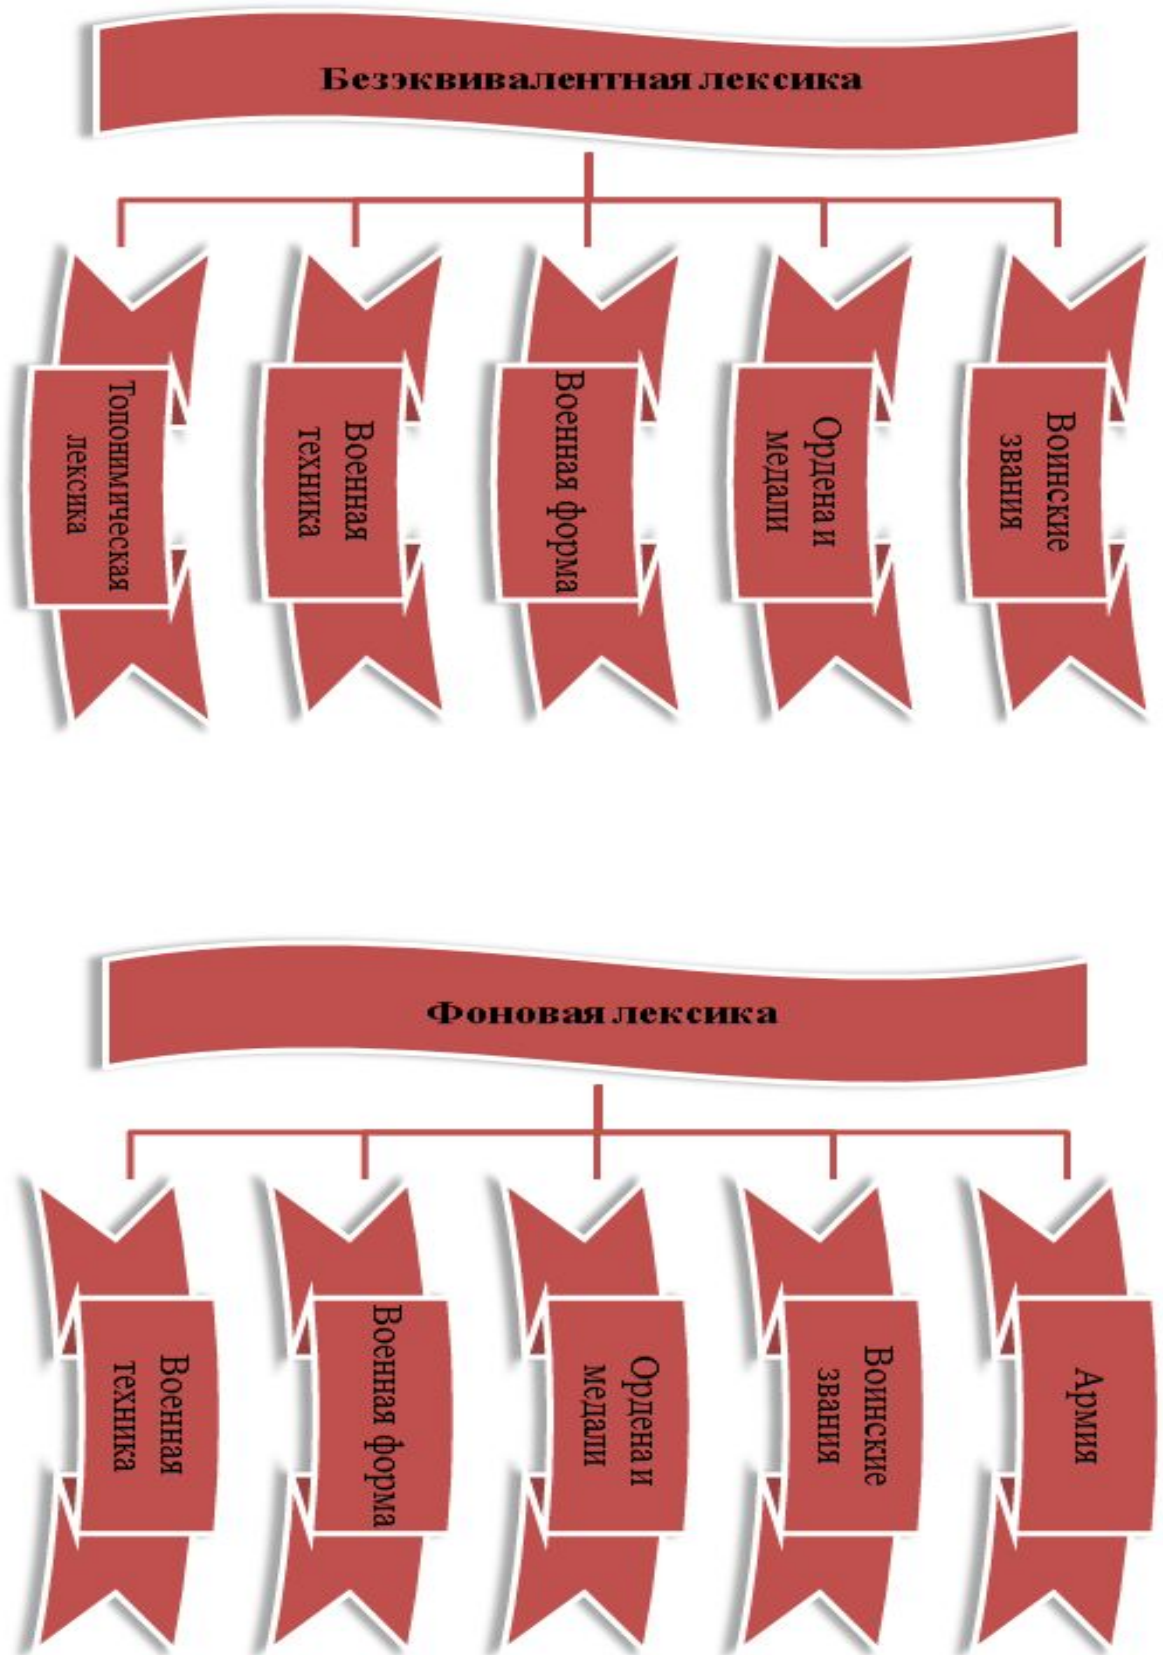 Безэквивалентная лексика
Топонимическая
лексика
Военная
техника
Военная форма
Ордена и
медали
Воинские
звания
Фоновая лексика
Военная
техника
Военная форма
Ордена и
медали
Воинские
звания
Армия